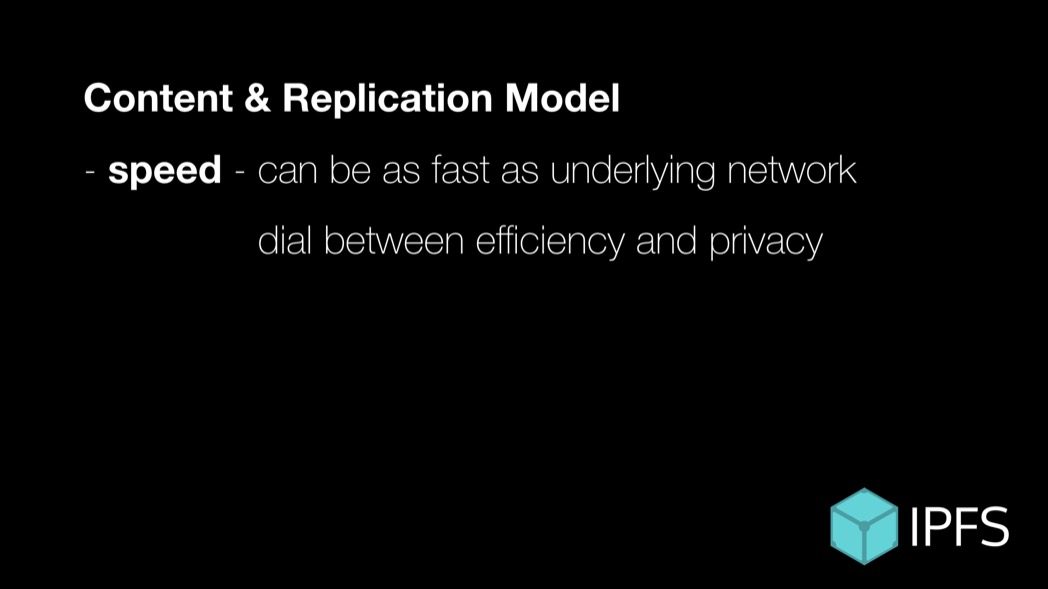 Content & Replication Model
- speed - can be as fast as underlying network
dial between efficiency and privacy
IPFS